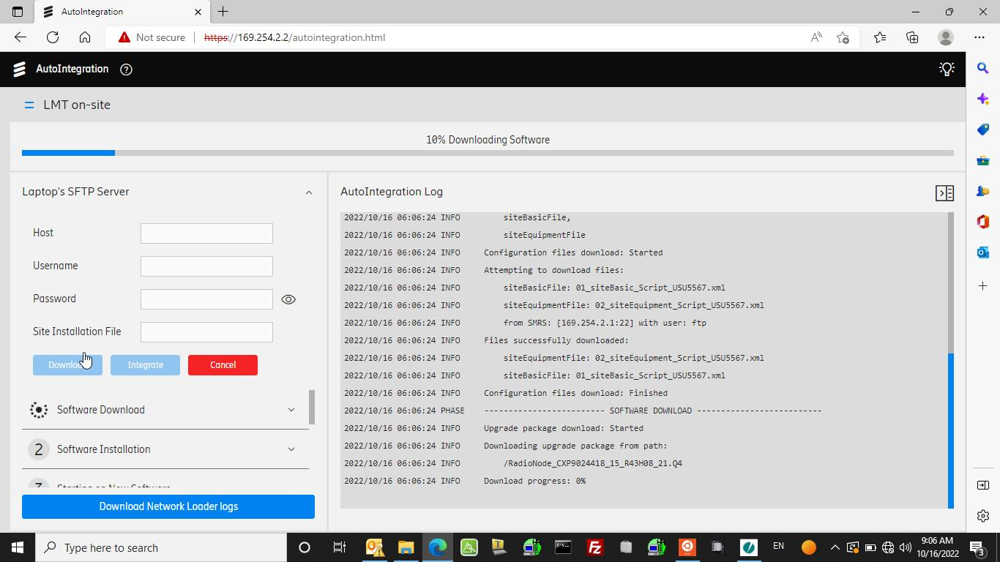 AutoIntegration
Not secure
https://169.254.2.2/autointegration.html
AutoIntegration
LMT on-site
10% Downloading Software
Laptop's SFTP Server
Host
Username
Password
Site Installation File
Integrate
Cancel
Software Download
2 Software Installation
3 Starting on New Software
Download Network Loader logs
AutoIntegration Log
2022/10/16 06:06:24 INFO siteBasicFile,
2022/10/16 06:06:24 INFO siteEquipmentFile
2022/10/16 06:06:24 INFO Configuration files download: Started
2022/10/16 06:06:24 INFO Attempting to download files:
2022/10/16 06:06:24 INFO siteBasicFile: 01_siteBasic_Script_USU5567.xml
2022/10/16 06:06:24 INFO siteEquipmentFile: 02_siteEquipment_Script_USU5567.xml
2022/10/16 06:06:24 INFO from SMRS: [169.254.2.1:22] with user: ftp
2022/10/16 06:06:24 INFO Files successfully downloaded:
2022/10/16 06:06:24 INFO siteEquipmentFile: 02_siteEquipment_Script_USU5567.xml
2022/10/16 06:06:24 INFO siteBasicFile: 01_siteBasic_Script_USU5567.xml
2022/10/16 06:06:24 INFO Configuration files download: Finished
2022/10/16 06:06:24 PHASE ------------------------- SOFTWARE DOWNLOAD --------------------------
2022/10/16 06:06:24 INFO Upgrade package download: Started
2022/10/16 06:06:24 INFO Downloading upgrade package from path:
2022/10/16 06:06:24 INFO /RadioNode_CXP9024418_15_R43H08_21.Q4
2022/10/16 06:06:24 INFO Download progress: 0%
Type here to search
EN
9:06 AM
10/16/2022
3